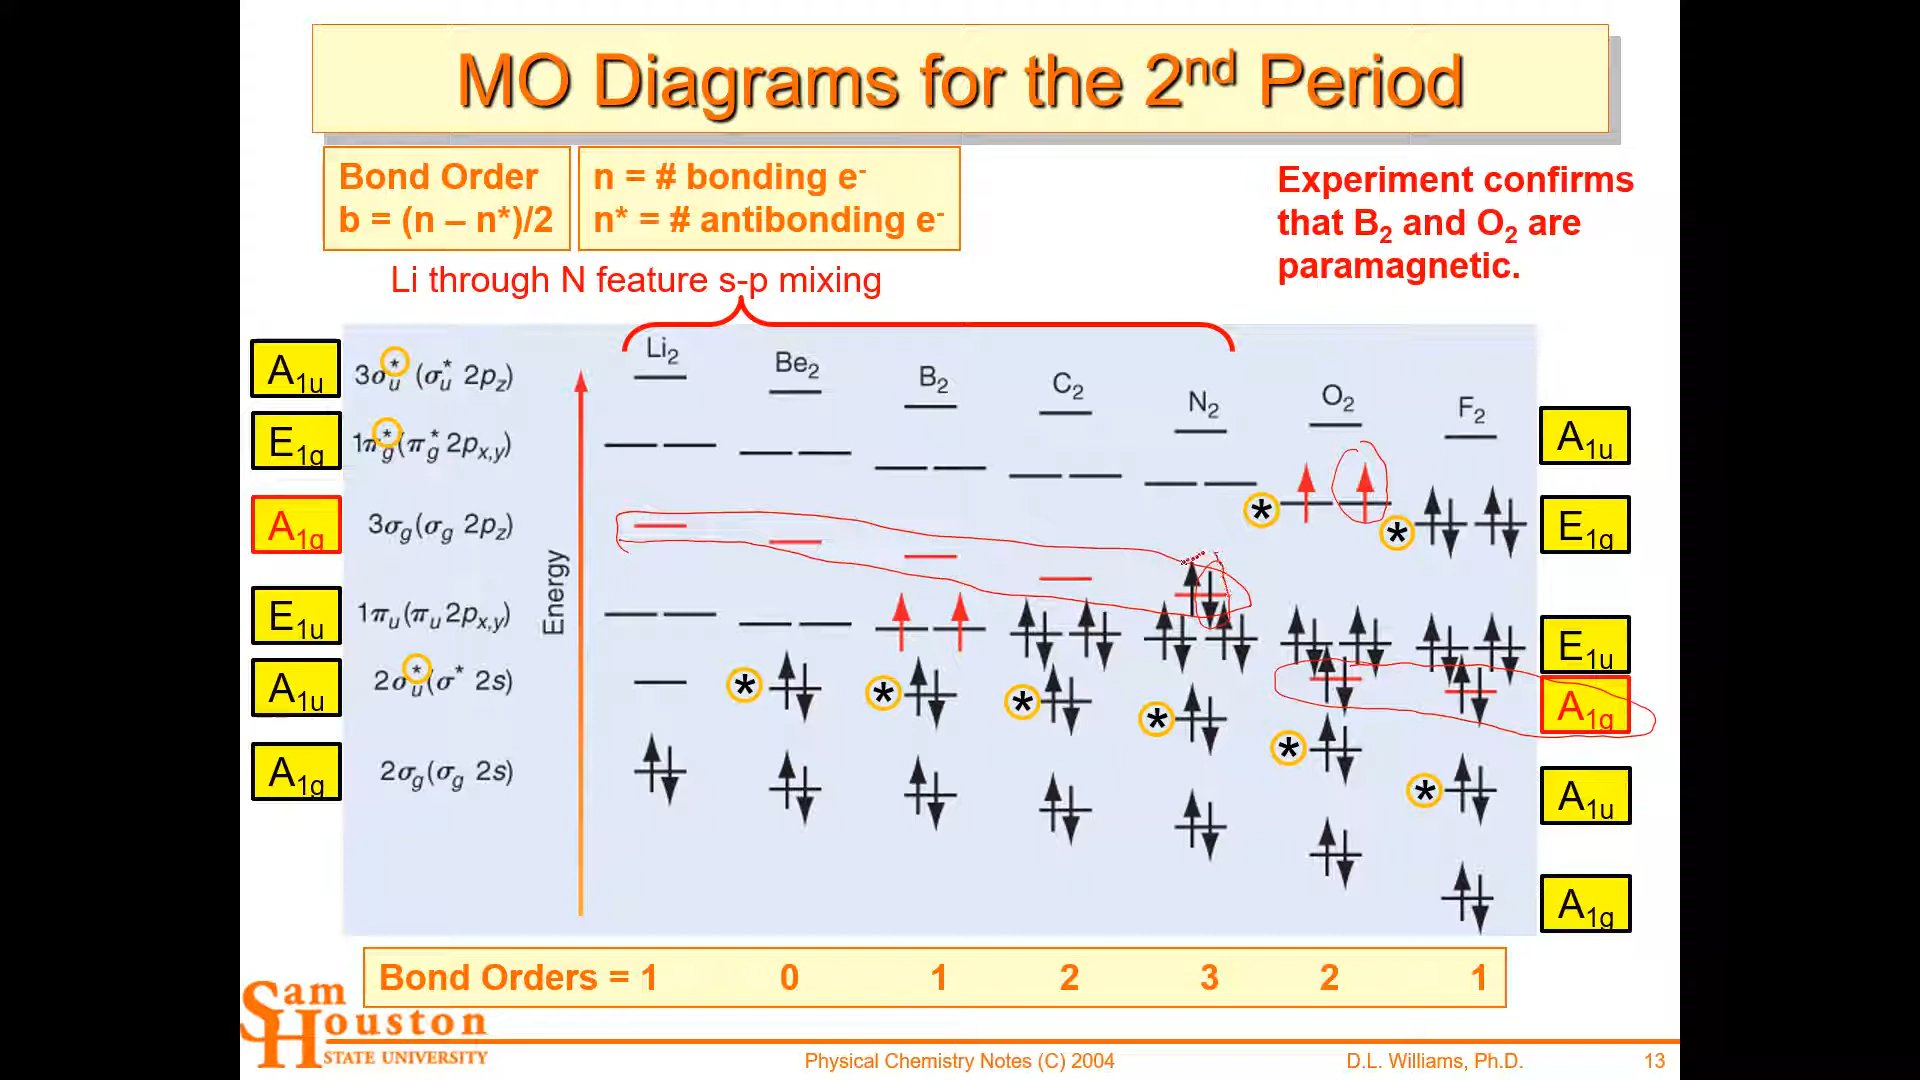 MO Diagrams for the 2nd Period
Bond Order
b = (n – n*)/2
n = # bonding e-
n* = # antibonding e-
Experiment confirms
that B2 and O2 are
paramagnetic.
Li through N feature s-p mixing
Li2 Be2 B2 C2 N2 O2 F2
A1u 3σu* (σu* 2pz)
E1g 1πg* (πg* 2px,y)
A1g 3σg(σg 2pz)
E1u 1πu(πu 2px,y)
A1u 2σu* (σ* 2s)
A1g 2σg(σg 2s)
Energy
* * * * * * * *
A1u
E1g
E1u
A1g
A1u
A1g
Bond Orders = 1 0 1 2 3 2 1
Sam
Houston
STATE UNIVERSITY
Physical Chemistry Notes (C) 2004 D.L. Williams, Ph.D. 13